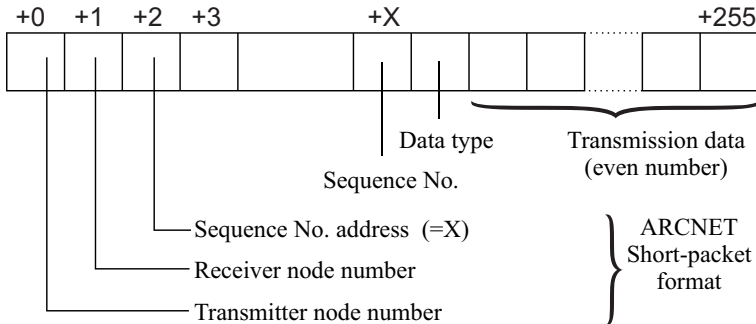 +0 +1 +2 +3 +X +255
Data type
Transmission data
(even number)
Sequence No.
Sequence No. address (=X)
Receiver node number
Transmitter node number
ARCNET
Short-packet
format